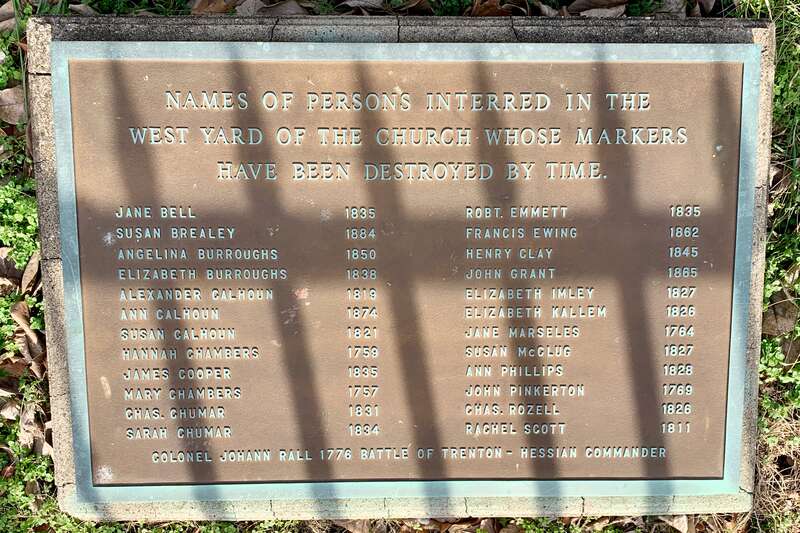 NAMES OF PERSONS INTERRED IN THE
WEST YARD OF THE CHURCH WHOSE MARKERS
HAVE BEEN DESTROYED BY TIME.
JANE BELL 1835
SUSAN BREALEY 1884
ANGELINA BURROUGHS 1850
ELIZABETH BURROUGHS 1838
ALEXANDER CALHOUN 1819
ANN CALHOUN 1874
SUSAN CALHOUN 1821
HANNAH CHAMBERS 1759
JAMES COOPER 1835
MARY CHAMBERS 1757
CHAS. CHUMAR 1831
SARAH CHUMAR 1834
ROBT. EMMETT 1835
FRANCIS EWING 1862
HENRY CLAY 1845
JOHN GRANT 1865
ELIZABETH IMLEY 1827
ELIZABETH KALLEM 1826
JANE MARSELES 1764
SUSAN McCLUG 1827
ANN PHILLIPS 1828
JOHN PINKERTON 1769
CHAS. ROZELL 1826
RACHEL SCOTT 1811
COLONEL JOHANN RALL 1776 BATTLE OF TRENTON - HESSIAN COMMANDER